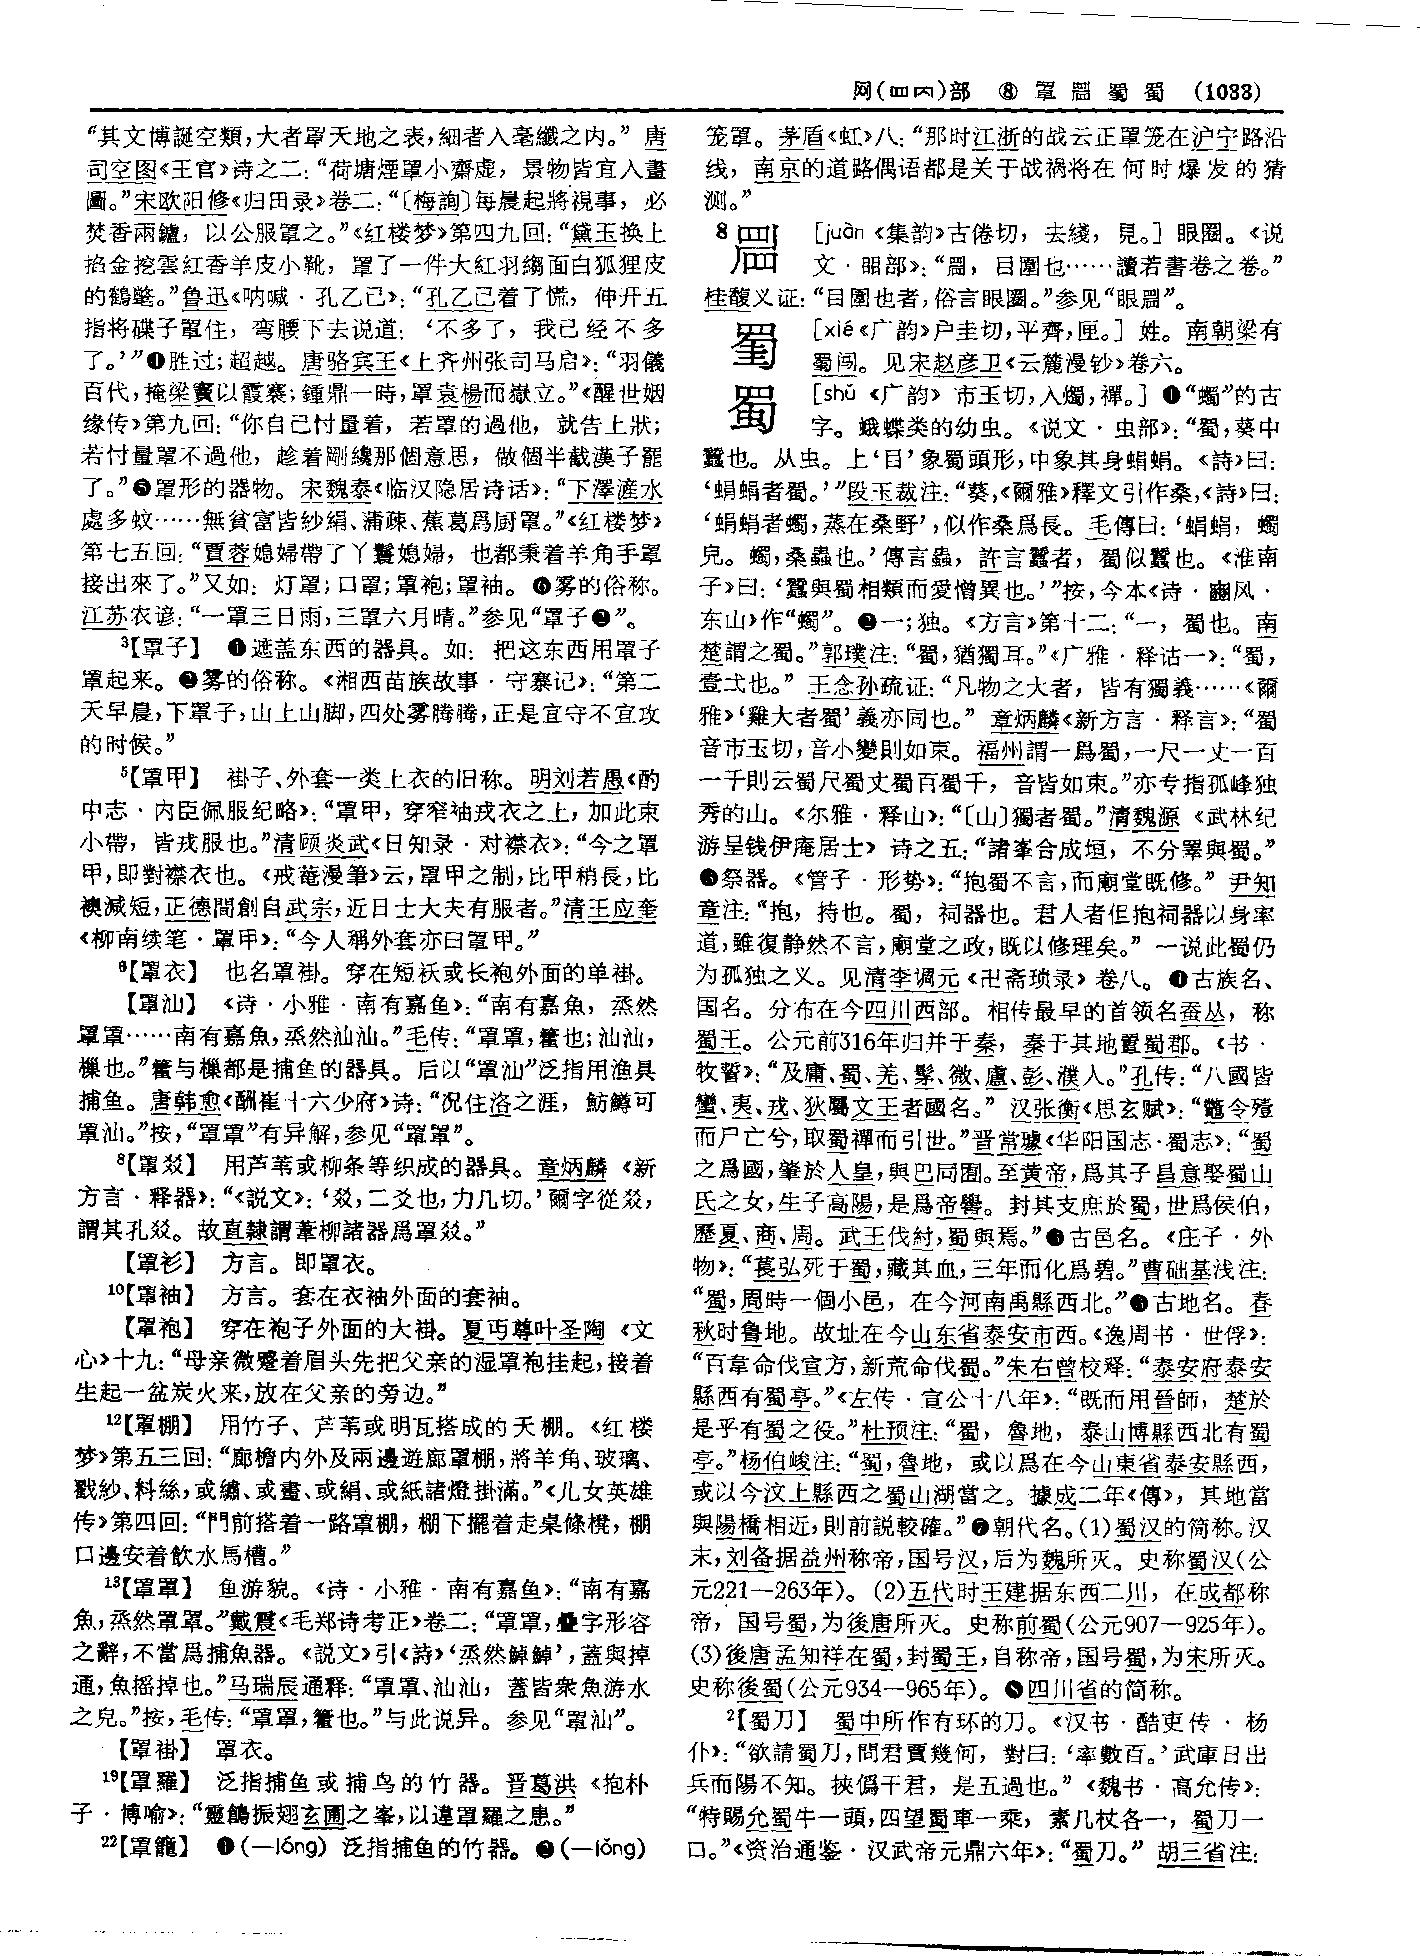 网(罒𦉫)部 ⑧ 罩 𥇛 蜀 蜀 (1033)
“其文博誕空類，大者罩天地之表，細者入毫纖之内。” 唐
司空图《王官》诗之二：“荷塘煙罩小齋虚，景物皆宜入畫
圖。”宋欧阳修《归田录》卷二：“〔梅詢〕每晨起將視事，必
焚香兩鑪，以公服罩之。”《红楼梦》第四九回：“黛玉换上
掐金挖雲紅香羊皮小靴，罩了一件大紅羽縐面白狐狸皮
的鶴氅。”鲁迅《呐喊·孔乙己》：“孔乙己着了慌，伸开五
指将碟子罩住，弯腰下去说道：‘不多了，我已经不多
了。’”❹胜过；超越。唐骆宾王《上齐州张司马启》：“羽儀
百代，掩梁竇以霞褰；鍾鼎一時，罩袁楊而嶽立。”《醒世姻
缘传》第九回：“你自己忖量着，若罩的過他，就告上狀；
若忖量罩不過他，趁着剛纔那個意思，做個半截漢子罷
了。”❺罩形的器物。宋魏泰《临汉隐居诗话》：“下澤漄水
處多蚊……無貧富皆紗絹、蒲疎、蕉葛爲厨罩。”《红楼梦》
第七五回：“賈蓉媳婦帶了丫鬟媳婦，也都秉着羊角手罩
接出來了。”又如：灯罩；口罩；罩袍；罩袖。❻雾的俗称。
江苏农谚：“一罩三日雨，三罩六月晴。”参见“罩子❷”。
³【罩子】 ❶遮盖东西的器具。如：把这东西用罩子
罩起来。❷雾的俗称。《湘西苗族故事·守寨记》：“第二
天早晨，下罩子，山上山脚，四处雾腾腾，正是宜守不宜攻
的时候。”
⁵【罩甲】 褂子、外套一类上衣的旧称。明刘若愚《酌
中志·内臣佩服纪略》：“罩甲，穿窄袖戎衣之上，加此束
小帶，皆戎服也。”清顾炎武《日知录·对襟衣》：“今之罩
甲，即對襟衣也。《戒菴漫筆》云，罩甲之制，比甲稍長，比
襖減短，正德間創自武宗，近日士大夫有服者。”清王应奎
《柳南续笔·罩甲》：“今人稱外套亦曰罩甲。”
⁶【罩衣】 也名罩褂。穿在短袄或长袍外面的单褂。
【罩汕】 《诗·小雅·南有嘉鱼》：“南有嘉魚，烝然
罩罩……南有嘉魚，烝然汕汕。”毛传：“罩罩，籗也；汕汕，
樔也。”籗与樔都是捕鱼的器具。后以“罩汕”泛指用渔具
捕鱼。唐韩愈《酬崔十六少府》诗：“况住洛之涯，魴鱒可
罩汕。”按，“罩罩”有异解，参见“罩罩”。
⁸【罩㸚】 用芦苇或柳条等织成的器具。章炳麟《新
方言·释器》：“《説文》：‘㸚，二爻也，力几切。’爾字從㸚，
謂其孔㸚。故直隸謂葦柳諸器爲罩㸚。”
【罩衫】 方言。即罩衣。
¹⁰【罩袖】 方言。套在衣袖外面的套袖。
【罩袍】 穿在袍子外面的大褂。夏丏尊叶圣陶《文
心》十九：“母亲微蹙着眉头先把父亲的湿罩袍挂起，接着
生起一盆炭火来，放在父亲的旁边。”
¹²【罩棚】 用竹子、芦苇或明瓦搭成的天棚。《红楼
梦》第五三回：“廊檐内外及兩邊遊廊罩棚，將羊角、玻璃、
戳紗、料絲，或繡、或畫、或絹、或紙諸燈掛滿。”《儿女英雄
传》第四回：“門前搭着一路罩棚，棚下擺着走桌條櫈，棚
口邊安着飲水馬槽。”
¹³【罩罩】 鱼游貌。《诗·小雅·南有嘉鱼》：“南有嘉
魚，烝然罩罩。”戴震《毛郑诗考正》卷二：“罩罩，疊字形容
之辭，不當爲捕魚器。《説文》引《詩》‘烝然鯙鯙’，蓋與掉
通，魚摇掉也。”马瑞辰通释：“罩罩、汕汕，蓋皆衆魚游水
之皃。”按，毛传：“罩罩，籗也。”与此说异。参见“罩汕”。
【罩褂】 罩衣。
¹⁹【罩羅】 泛指捕鱼或捕鸟的竹器。晋葛洪《抱朴
子·博喻》：“靈鶴振翅玄圃之峯，以違罩羅之患。”
²²【罩籠】 ❶(—lóng) 泛指捕鱼的竹器。❷(—lǒng)
笼罩。茅盾《虹》八：“那时江浙的战云正罩笼在沪宁路沿
线，南京的道路偶语都是关于战祸将在何时爆发的猜
测。”
8 𥇛 [juàn《集韵》古倦切，去綫，見。] 眼圈。《说
文·䀠部》：“𥇛，目圍也……讀若書卷之卷。”
桂馥义证：“目圍也者，俗言眼圈。”参见“眼𥇛”。
蜀 [xié《广韵》户圭切，平齊，匣。] 姓。南朝梁有
蜀闯。见宋赵彦卫《云麓漫钞》卷六。
蜀 [shǔ《广韵》市玉切，入燭，禪。] ❶“蠋”的古
字。蛾蝶类的幼虫。《说文·虫部》：“蜀，葵中
蠶也。从虫。上‘目’象蜀頭形，中象其身蜎蜎。《詩》曰：
‘蜎蜎者蜀。’”段玉裁注：“葵，《爾雅》釋文引作桑，《詩》曰：
‘蜎蜎者蠋，蒸在桑野’，似作桑爲長。毛傳曰：‘蜎蜎，蠋
皃。蠋，桑蟲也。’傳言蟲，許言蠶者，蜀似蠶也。《淮南
子》曰：‘蠶與蜀相類而愛憎異也。’”按，今本《诗·豳风·
东山》作“蠋”。❷一；独。《方言》第十二：“一，蜀也。南
楚謂之蜀。”郭璞注：“蜀，猶獨耳。”《广雅·释诂一》：“蜀，
壹弌也。”王念孙疏证：“凡物之大者，皆有獨義……《爾
雅》‘雞大者蜀’義亦同也。”章炳麟《新方言·释言》：“蜀
音市玉切，音小變則如束。福州謂一爲蜀，一尺一丈一百
一千則云蜀尺蜀丈蜀百蜀千，音皆如束。”亦专指孤峰独
秀的山。《尔雅·释山》：“〔山〕獨者蜀。”清魏源《武林纪
游呈钱伊庵居士》诗之五：“諸峯合成垣，不分睪與蜀。”
❸祭器。《管子·形势》：“抱蜀不言，而廟堂既修。”尹知
章注：“抱，持也。蜀，祠器也。君人者但抱祠器以身率
道，雖復静然不言，廟堂之政，既以修理矣。”一说此蜀仍
为孤独之义。见清李调元《卍斋琐录》卷八。❹古族名、
国名。分布在今四川西部。相传最早的首领名蚕丛，称
蜀王。公元前316年归并于秦，秦于其地置蜀郡。《书·
牧誓》：“及庸、蜀、羌、髳、微、盧、彭、濮人。”孔传：“八國皆
蠻、夷、戎、狄屬文王者國名。”汉张衡《思玄赋》：“鼈令殪
而尸亡兮，取蜀禪而引世。”晋常璩《华阳国志·蜀志》：“蜀
之爲國，肇於人皇，與巴同囿。至黄帝，爲其子昌意娶蜀山
氏之女，生子高陽，是爲帝嚳。封其支庶於蜀，世爲侯伯，
歷夏、商、周。武王伐紂，蜀與焉。”❺古邑名。《庄子·外
物》：“萇弘死于蜀，藏其血，三年而化爲碧。”曹础基浅注：
“蜀，周時一個小邑，在今河南禹縣西北。”❻古地名。春
秋时鲁地。故址在今山东省泰安市西。《逸周书·世俘》：
“百韋命伐宣方，新荒命伐蜀。”朱右曾校释：“泰安府泰安
縣西有蜀亭。”《左传·宣公十八年》：“既而用晉師，楚於
是乎有蜀之役。”杜预注：“蜀，魯地，泰山博縣西北有蜀
亭。”杨伯峻注：“蜀，魯地，或以爲在今山東省泰安縣西，
或以今汶上縣西之蜀山湖當之。據成二年《傳》，其地當
與陽橋相近，則前説較確。”❼朝代名。(1)蜀汉的简称。汉
末，刘备据益州称帝，国号汉，后为魏所灭。史称蜀汉(公
元221—263年)。(2)五代时王建据东西二川，在成都称
帝，国号蜀，为後唐所灭。史称前蜀(公元907—925年)。
(3)後唐孟知祥在蜀，封蜀王，自称帝，国号蜀，为宋所灭。
史称後蜀(公元934—965年)。❽四川省的简称。
²【蜀刀】 蜀中所作有环的刀。《汉书·酷吏传·杨
仆》：“欲請蜀刀，問君賈幾何，對曰：‘率數百。’武庫日出
兵而陽不知。挾僞干君，是五過也。”《魏书·高允传》：
“特賜允蜀牛一頭，四望蜀車一乘，素几杖各一，蜀刀一
口。”《资治通鉴·汉武帝元鼎六年》：“蜀刀。”胡三省注：